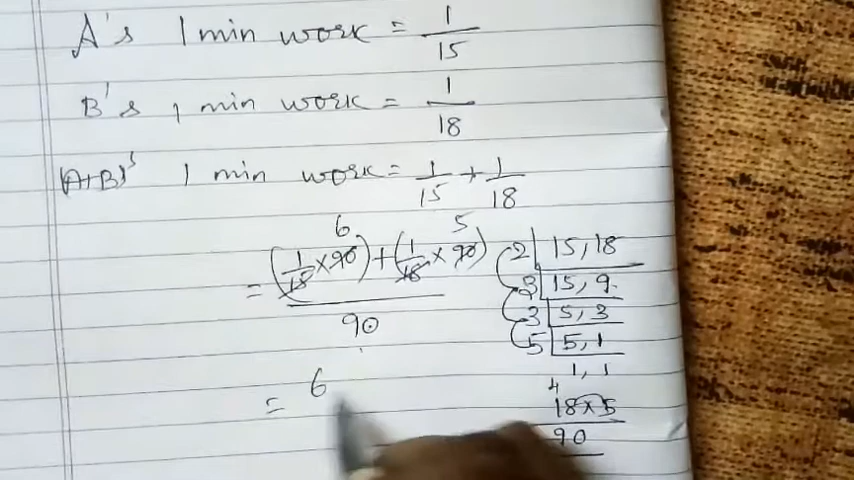 A's 1 min work = 1/15
B's 1 min work = 1/18
(A+B)'s 1 min work = 1/15 + 1/18
= ((1/15 × 90) + (1/18 × 90))/90
6 5
= 6
2 | 15, 18
3 | 15, 9
3 | 5, 3
5 | 5, 1
1, 1
4
18 × 5
90